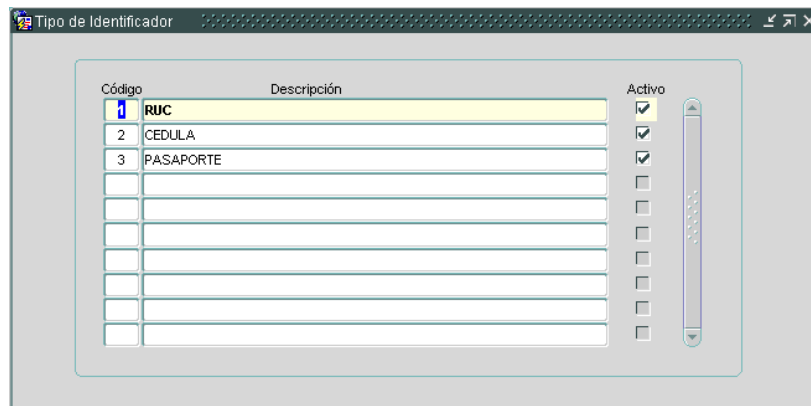 Tipo de Identificador
Código Descripción Activo
1 RUC
2 CEDULA
3 PASAPORTE